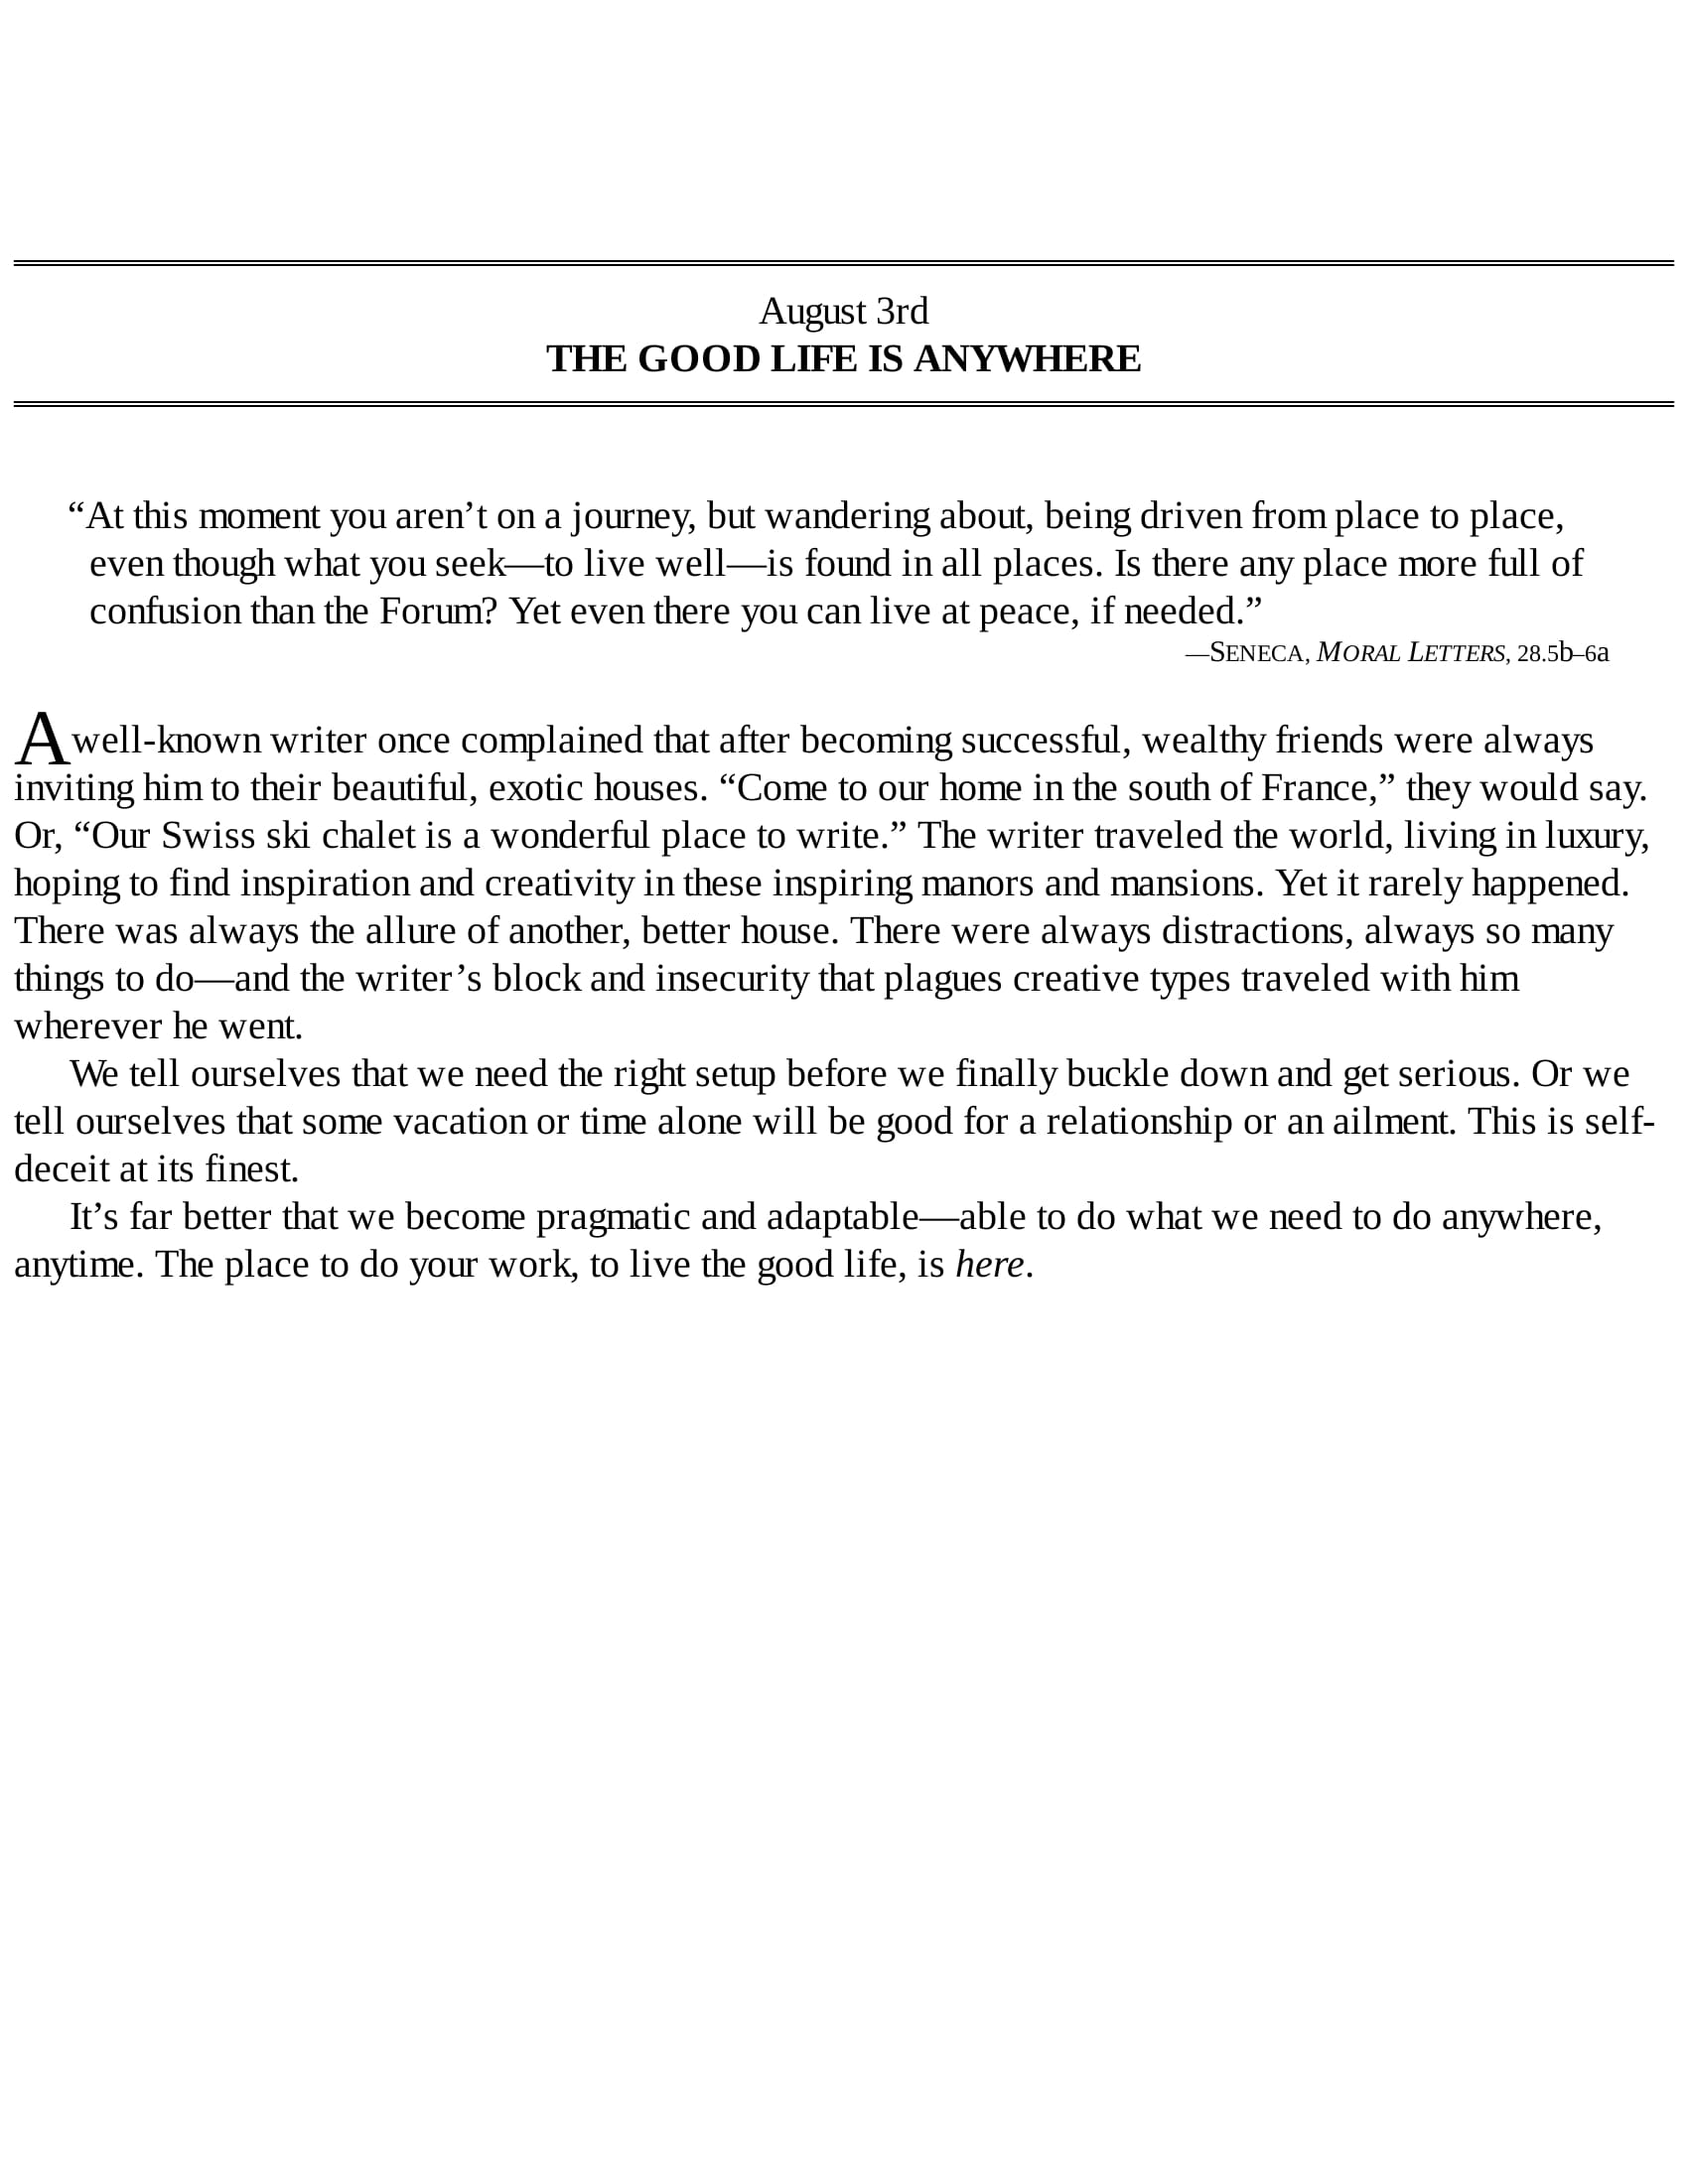 August 3rd
THE GOOD LIFE IS ANYWHERE
“At this moment you aren’t on a journey, but wandering about, being driven from place to place,
even though what you seek—to live well—is found in all places. Is there any place more full of
confusion than the Forum? Yet even there you can live at peace, if needed.”
—SENECA, MORAL LETTERS, 28.5b–6a
A well-known writer once complained that after becoming successful, wealthy friends were always
inviting him to their beautiful, exotic houses. “Come to our home in the south of France,” they would say.
Or, “Our Swiss ski chalet is a wonderful place to write.” The writer traveled the world, living in luxury,
hoping to find inspiration and creativity in these inspiring manors and mansions. Yet it rarely happened.
There was always the allure of another, better house. There were always distractions, always so many
things to do—and the writer’s block and insecurity that plagues creative types traveled with him
wherever he went.
We tell ourselves that we need the right setup before we finally buckle down and get serious. Or we
tell ourselves that some vacation or time alone will be good for a relationship or an ailment. This is self-
deceit at its finest.
It’s far better that we become pragmatic and adaptable—able to do what we need to do anywhere,
anytime. The place to do your work, to live the good life, is here.